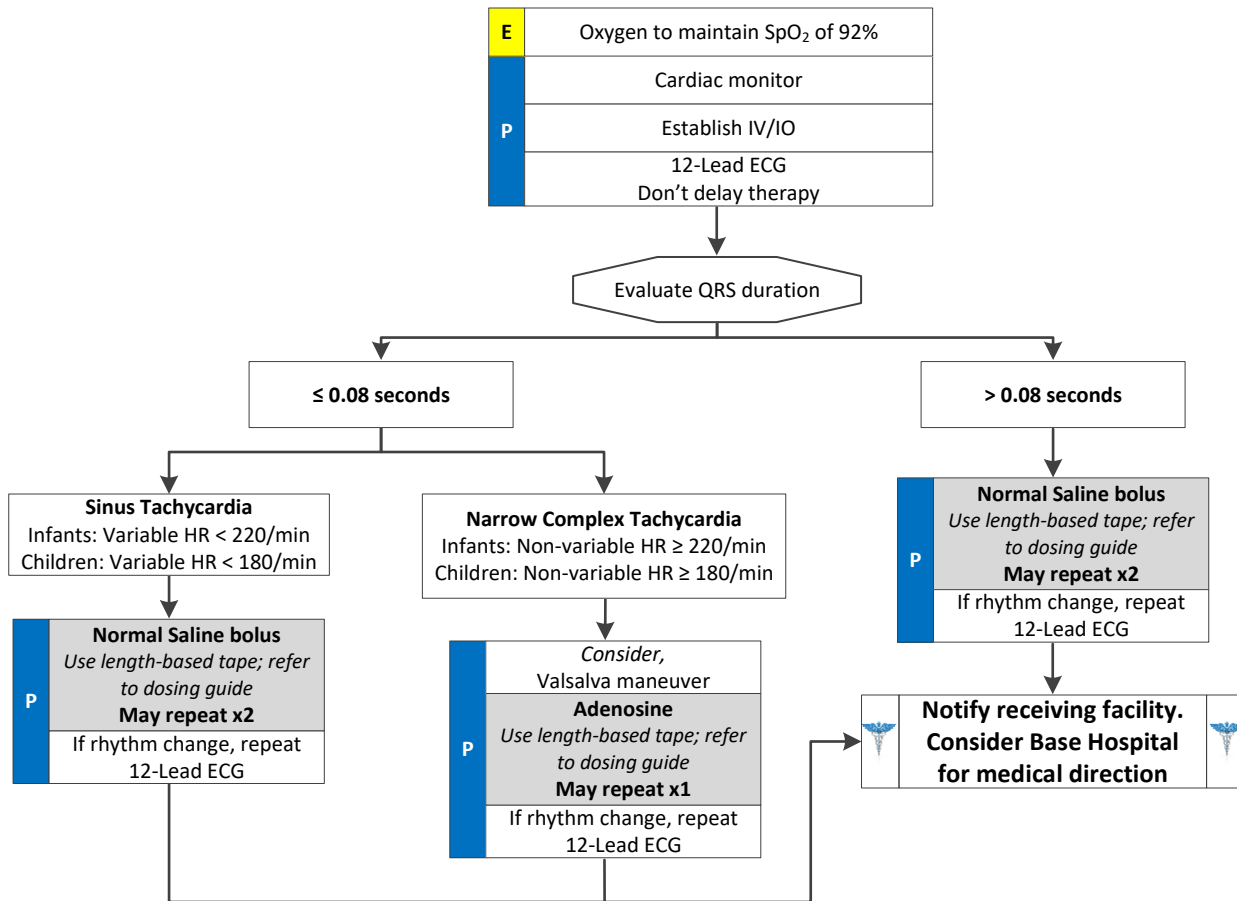 E
Oxygen to maintain SpO₂ of 92%
P
Cardiac monitor
Establish IV/IO
12-Lead ECG
Don’t delay therapy
Evaluate QRS duration
≤ 0.08 seconds
> 0.08 seconds
Sinus Tachycardia
Infants: Variable HR < 220/min
Children: Variable HR < 180/min
P
Normal Saline bolus
Use length-based tape; refer
to dosing guide
May repeat x2
If rhythm change, repeat
12-Lead ECG
Narrow Complex Tachycardia
Infants: Non-variable HR ≥ 220/min
Children: Non-variable HR ≥ 180/min
P
Consider,
Valsalva maneuver
Adenosine
Use length-based tape; refer
to dosing guide
May repeat x1
If rhythm change, repeat
12-Lead ECG
P
Normal Saline bolus
Use length-based tape; refer
to dosing guide
May repeat x2
If rhythm change, repeat
12-Lead ECG
Notify receiving facility.
Consider Base Hospital
for medical direction